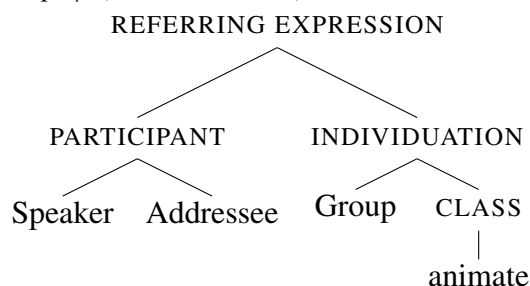 REFERRING EXPRESSION
PARTICIPANT INDIVIDUATION
Speaker Addressee Group CLASS
animate